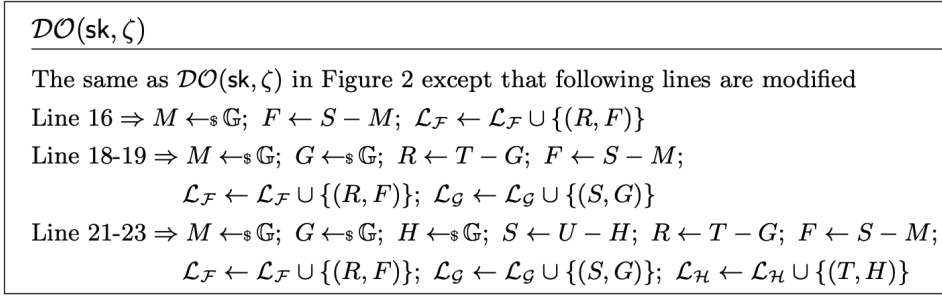 𝒟𝒪(sk, ζ)
The same as 𝒟𝒪(sk, ζ) in Figure 2 except that following lines are modified
Line 16 ⇒ M ←$ 𝔾; F ← S − M; ℒ_ℱ ← ℒ_ℱ ∪ {(R, F)}
Line 18-19 ⇒ M ←$ 𝔾; G ←$ 𝔾; R ← T − G; F ← S − M;
ℒ_ℱ ← ℒ_ℱ ∪ {(R, F)}; ℒ_𝒢 ← ℒ_𝒢 ∪ {(S, G)}
Line 21-23 ⇒ M ←$ 𝔾; G ←$ 𝔾; H ←$ 𝔾; S ← U − H; R ← T − G; F ← S − M;
ℒ_ℱ ← ℒ_ℱ ∪ {(R, F)}; ℒ_𝒢 ← ℒ_𝒢 ∪ {(S, G)}; ℒ_ℋ ← ℒ_ℋ ∪ {(T, H)}